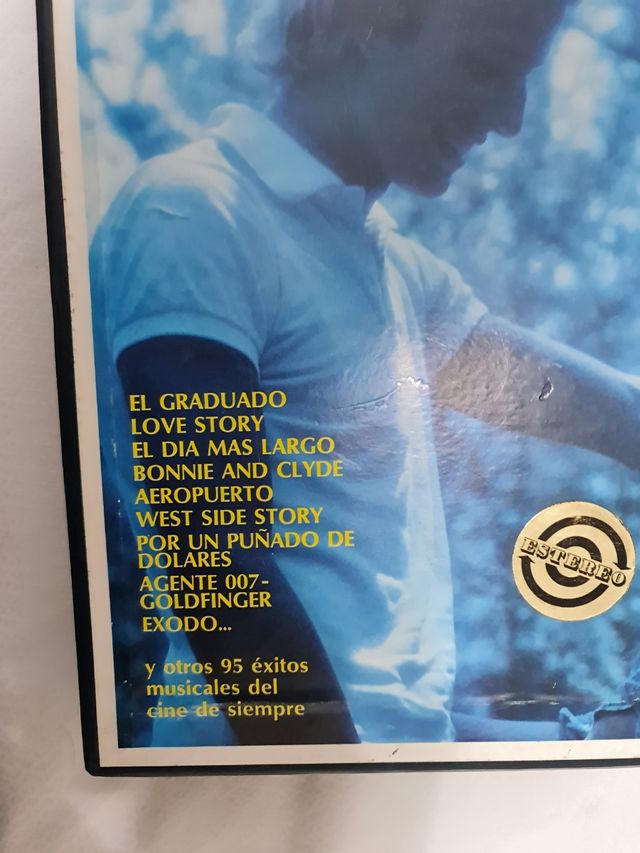 EL GRADUADO
LOVE STORY
EL DIA MAS LARGO
BONNIE AND CLYDE
AEROPUERTO
WEST SIDE STORY
POR UN PUÑADO DE
DOLARES
AGENTE 007-
GOLDFINGER
EXODO...
y otros 95 éxitos
musicales del
cine de siempre
ESTEREO